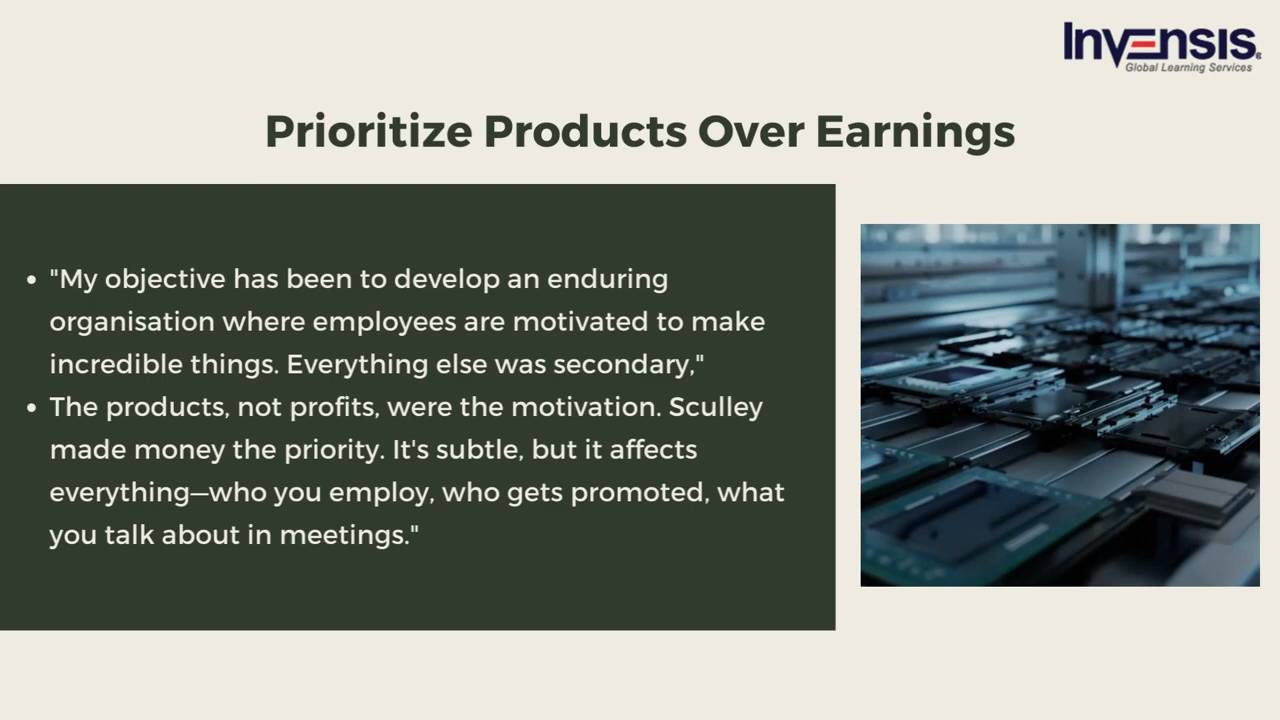 Invensis
Global Learning Services
Prioritize Products Over Earnings
• "My objective has been to develop an enduring
organisation where employees are motivated to make
incredible things. Everything else was secondary,"
• The products, not profits, were the motivation. Sculley
made money the priority. It's subtle, but it affects
everything—who you employ, who gets promoted, what
you talk about in meetings."